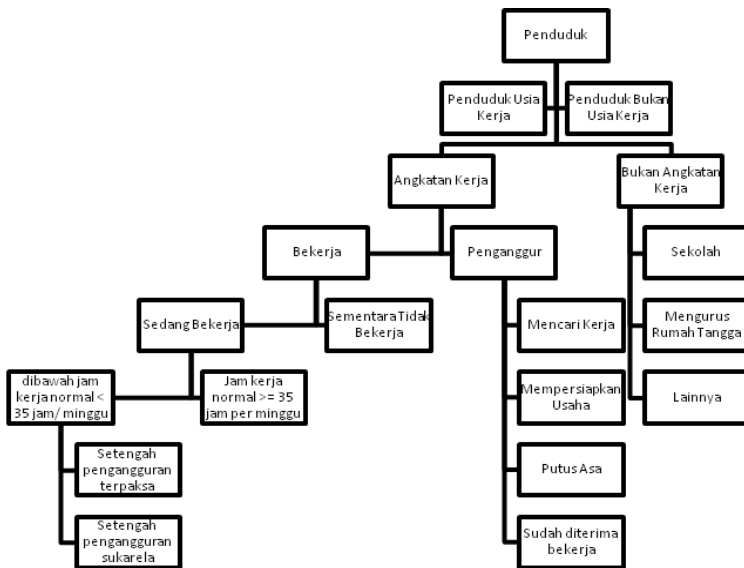 Penduduk
Penduduk Usia
Kerja
Penduduk Bukan
Usia Kerja
Angkatan Kerja
Bukan Angkatan
Kerja
Bekerja
Penganggur
Sekolah
Sedang Bekerja
Sementara Tidak
Bekerja
Mencari Kerja
Mengurus
Rumah Tangga
dibawah jam
kerja normal <
35 jam/ minggu
Jam kerja
normal >= 35
jam per minggu
Mempersiapkan
Usaha
Lainnya
Setengah
pengangguran
terpaksa
Putus Asa
Setengah
pengangguran
sukarela
Sudah diterima
bekerja